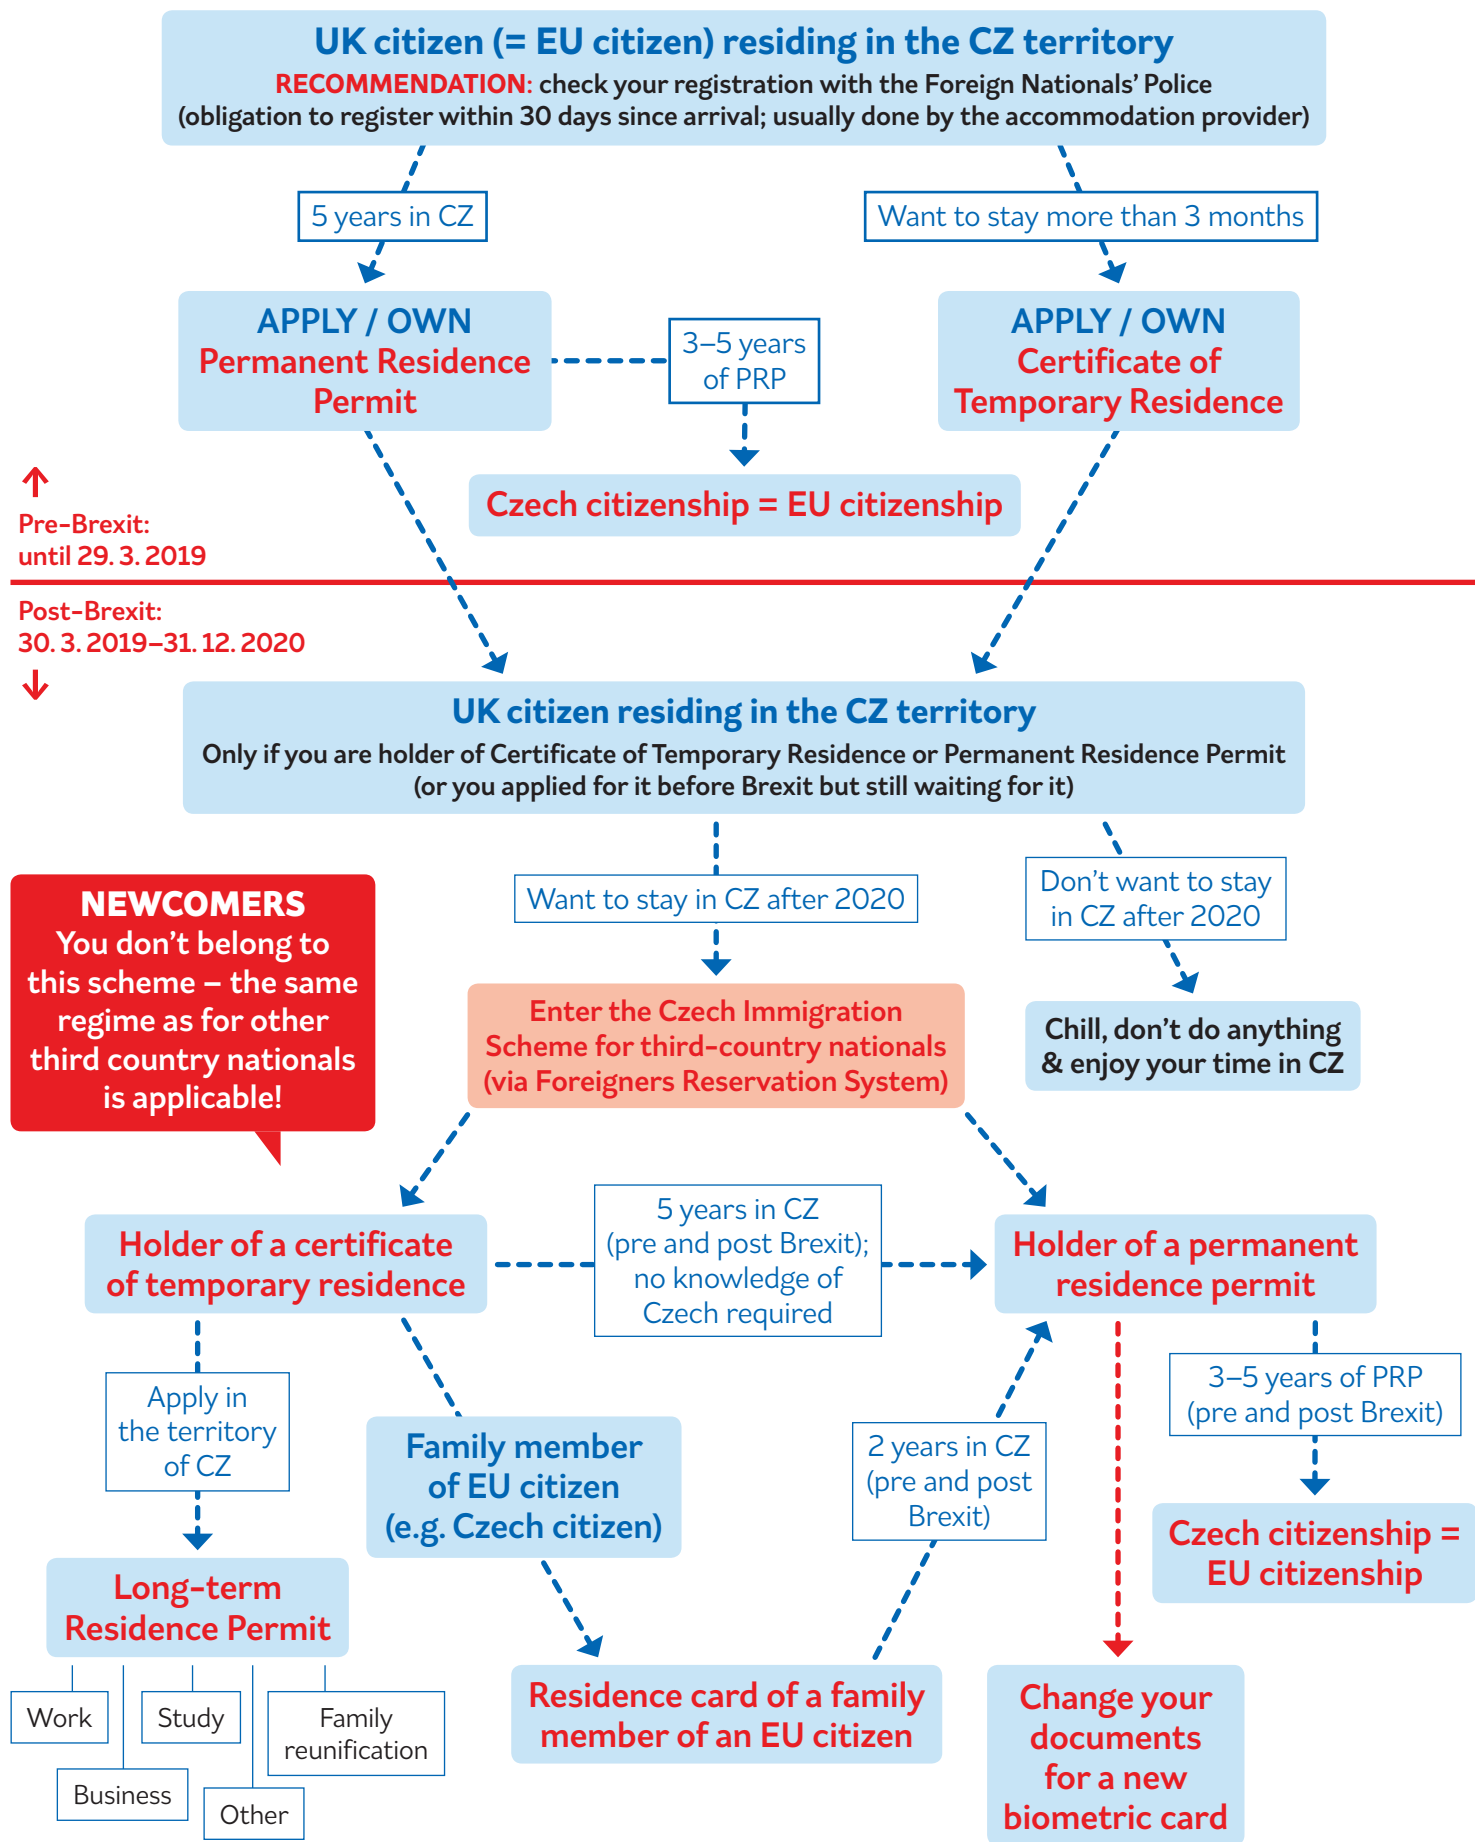 UK citizen (= EU citizen) residing in the CZ territory
RECOMMENDATION: check your registration with the Foreign Nationals’ Police
(obligation to register within 30 days since arrival; usually done by the accommodation provider)
5 years in CZ
Want to stay more than 3 months
APPLY / OWN
Permanent Residence
Permit
3–5 years
of PRP
APPLY / OWN
Certificate of
Temporary Residence
Czech citizenship = EU citizenship
Pre-Brexit:
until 29. 3. 2019
Post-Brexit:
30. 3. 2019–31. 12. 2020
UK citizen residing in the CZ territory
Only if you are holder of Certificate of Temporary Residence or Permanent Residence Permit
(or you applied for it before Brexit but still waiting for it)
Want to stay in CZ after 2020
Don’t want to stay
in CZ after 2020
NEWCOMERS
You don’t belong to
this scheme – the same
regime as for other
third country nationals
is applicable!
Enter the Czech Immigration
Scheme for third-country nationals
(via Foreigners Reservation System)
Chill, don’t do anything
& enjoy your time in CZ
Holder of a certificate
of temporary residence
5 years in CZ
(pre and post Brexit);
no knowledge of
Czech required
Holder of a permanent
residence permit
Apply in
the territory
of CZ
Family member
of EU citizen
(e.g. Czech citizen)
2 years in CZ
(pre and post
Brexit)
3–5 years of PRP
(pre and post Brexit)
Czech citizenship =
EU citizenship
Long-term
Residence Permit
Work
Study
Family
reunification
Business
Other
Residence card of a family
member of an EU citizen
Change your
documents
for a new
biometric card